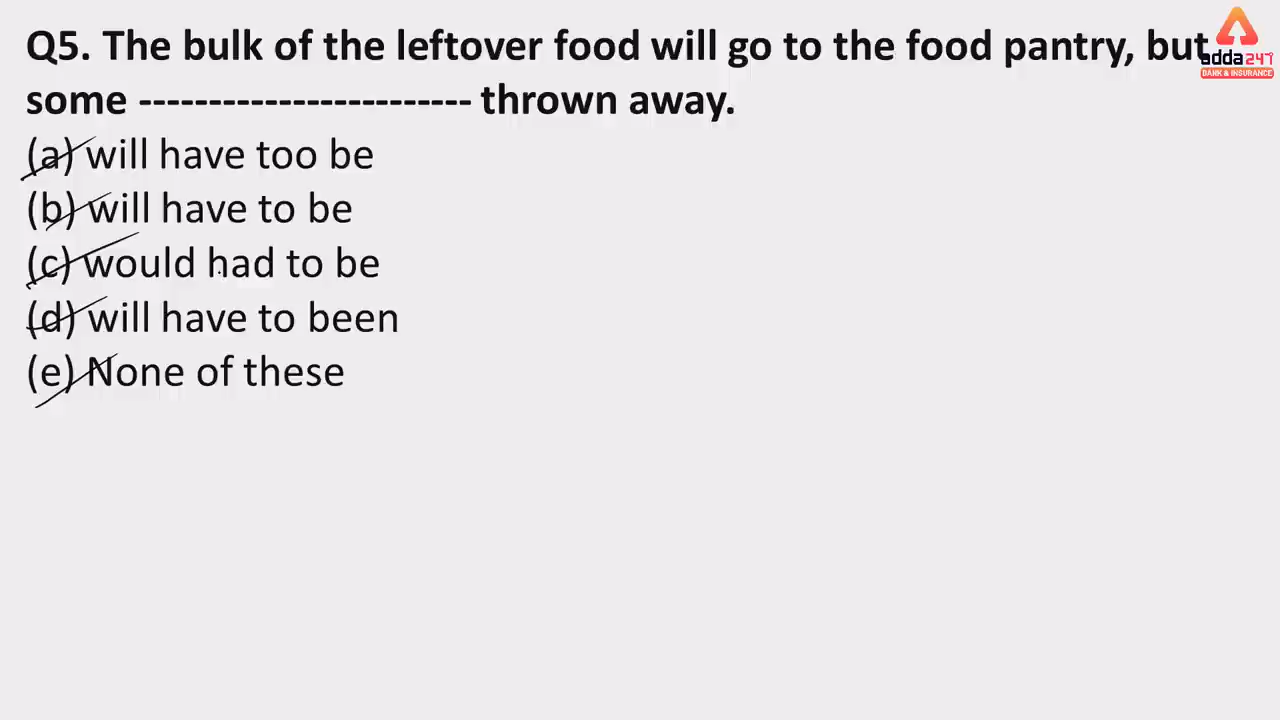 Q5. The bulk of the leftover food will go to the food pantry, but
some ------------------------ thrown away.
(a) will have too be
(b) will have to be
(c) would had to be
(d) will have to been
(e) None of these
adda247
BANK & INSURANCE